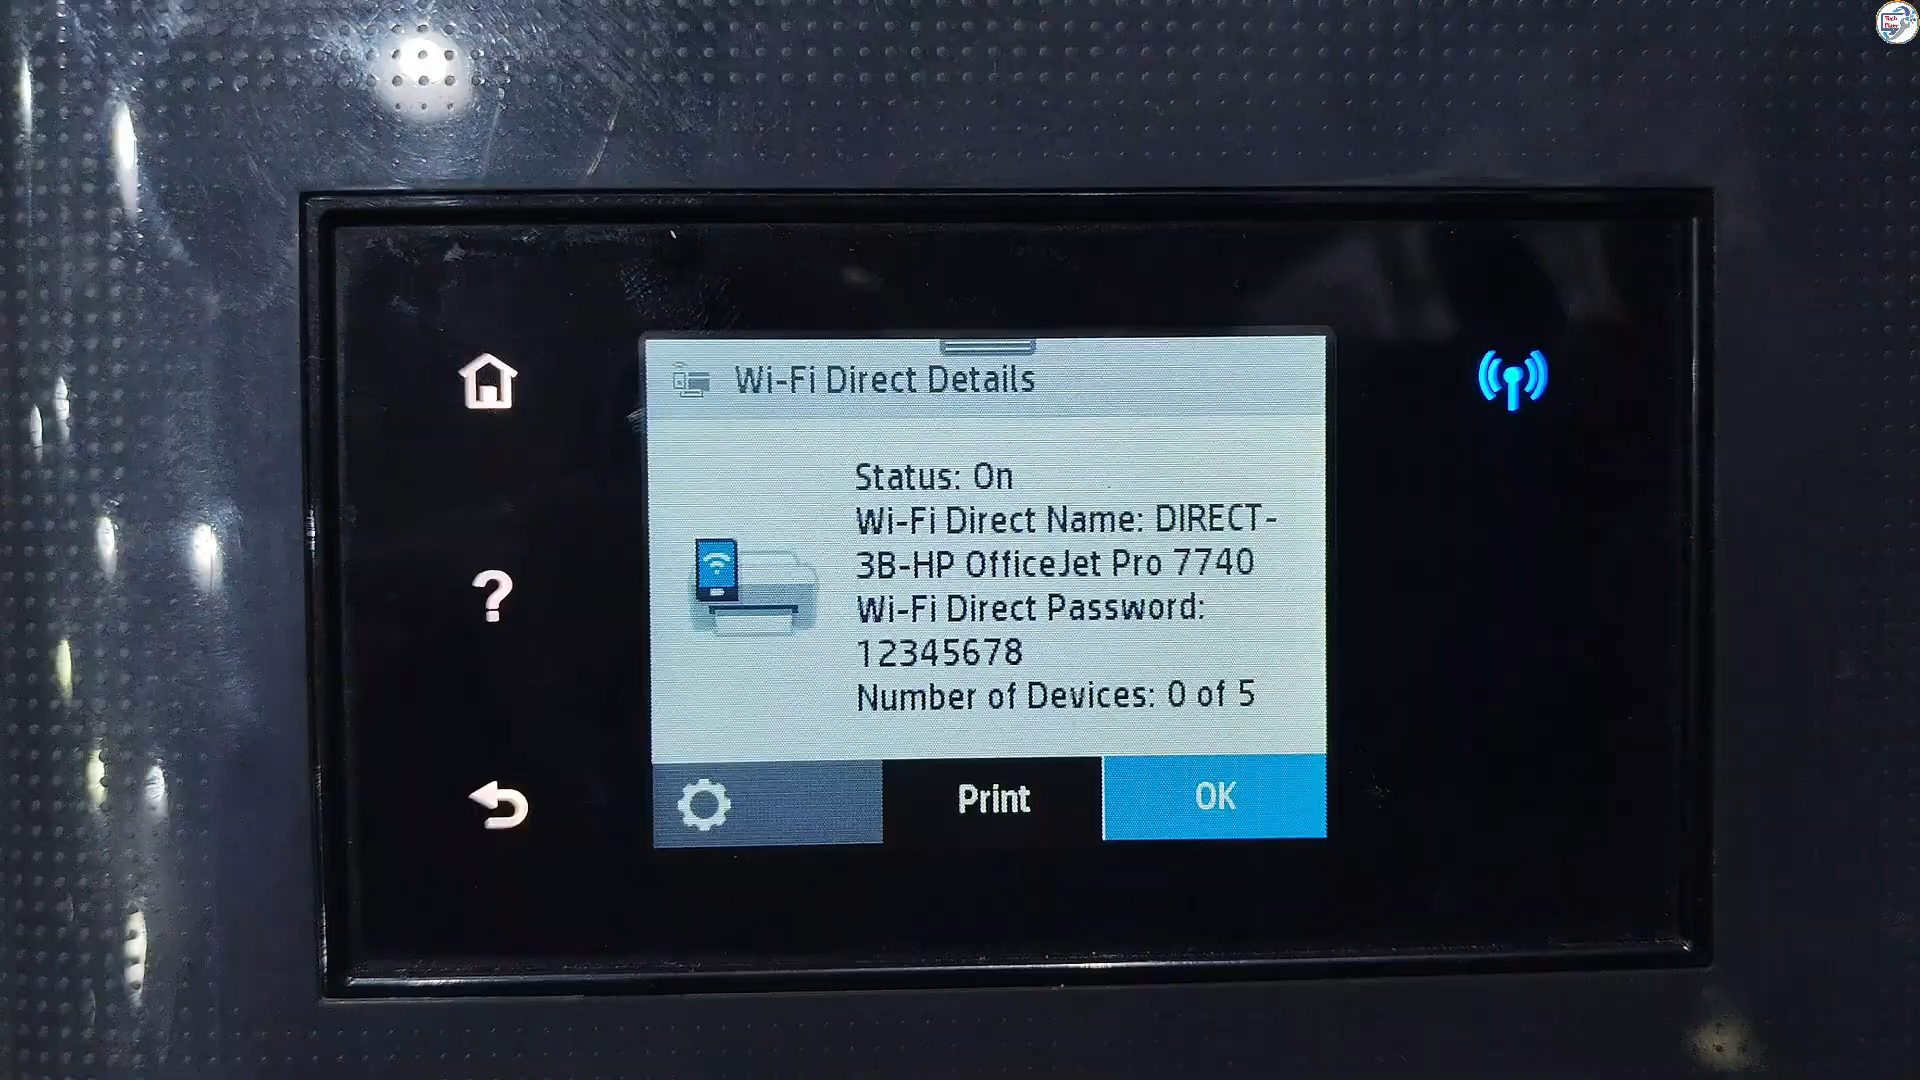 Wi-Fi Direct Details
Status: On
Wi-Fi Direct Name: DIRECT-
3B-HP OfficeJet Pro 7740
Wi-Fi Direct Password:
12345678
Number of Devices: 0 of 5
Print
OK
?